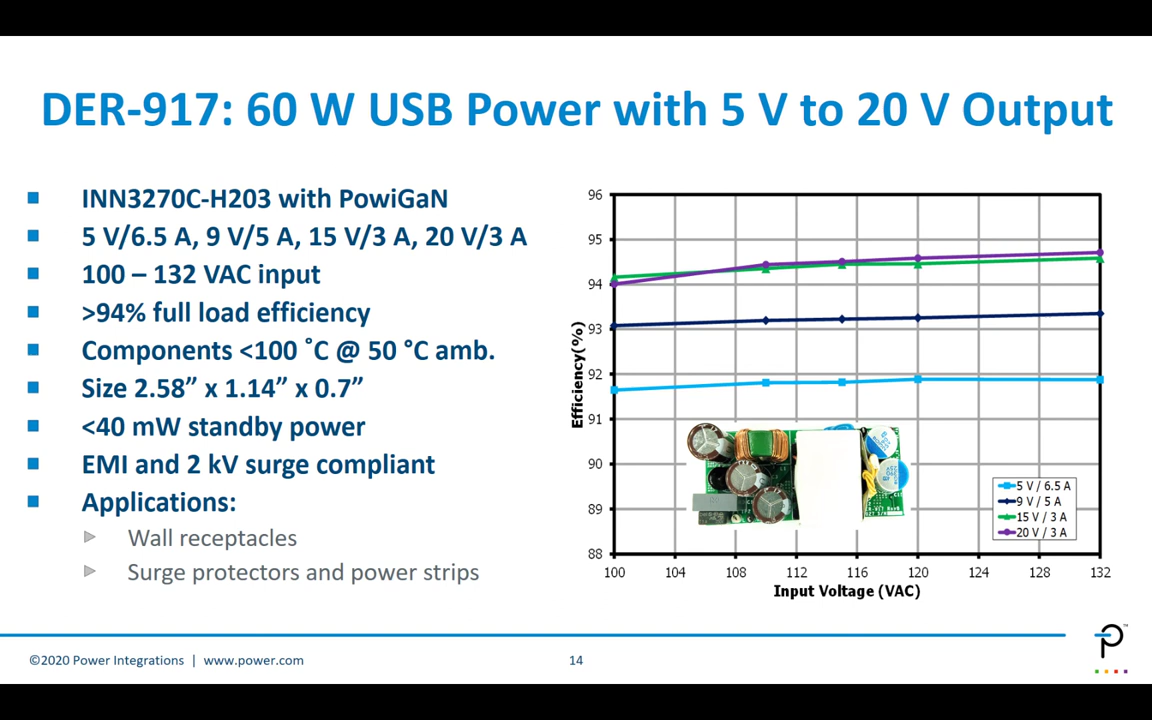 DER-917: 60 W USB Power with 5 V to 20 V Output
INN3270C-H203 with PowiGaN
5 V/6.5 A, 9 V/5 A, 15 V/3 A, 20 V/3 A
100 – 132 VAC input
>94% full load efficiency
Components <100 ˚C @ 50 °C amb.
Size 2.58” x 1.14” x 0.7”
<40 mW standby power
EMI and 2 kV surge compliant
Applications:
Wall receptacles
Surge protectors and power strips
96
95
94
93
92
91
90
89
88
Efficiency(%)
5 V / 6.5 A
9 V / 5 A
15 V / 3 A
20 V / 3 A
100 104 108 112 116 120 124 128 132
Input Voltage (VAC)
©2020 Power Integrations | www.power.com
14
™